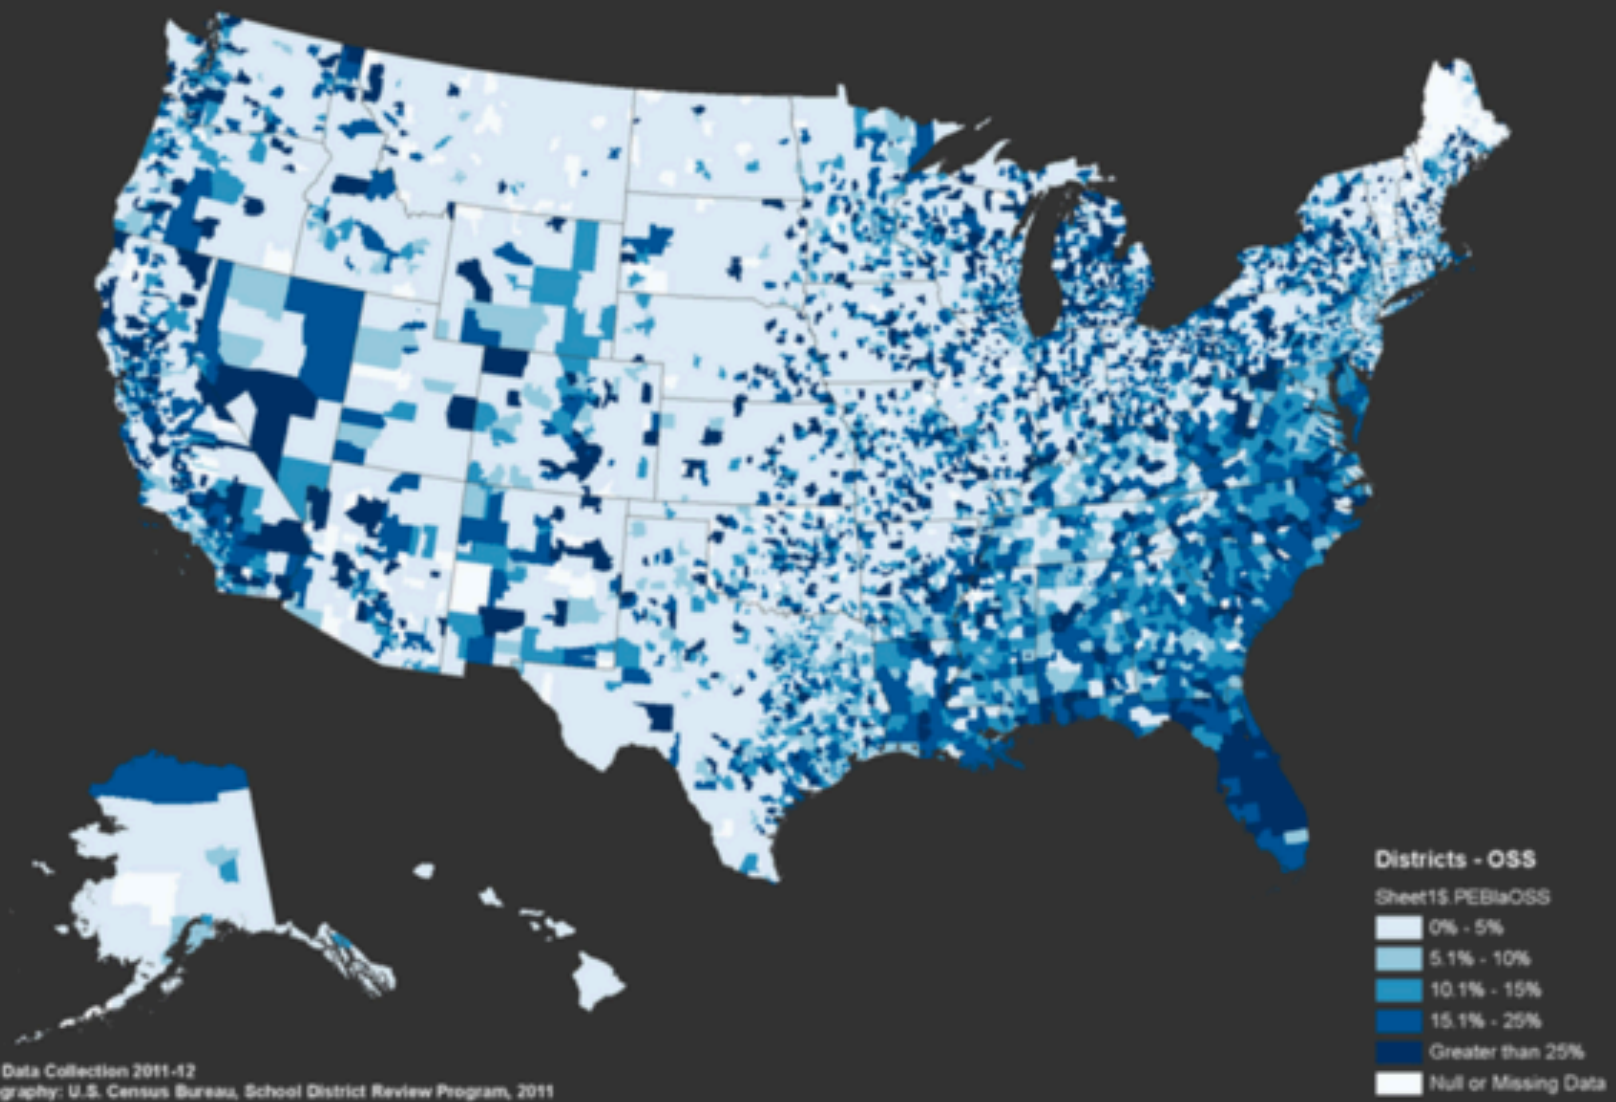 Districts - OSS
Sheet1$.PEBlaOSS
0% - 5%
5.1% - 10%
10.1% - 15%
15.1% - 25%
Greater than 25%
Null or Missing Data
Data Collection 2011-12
graphy: U.S. Census Bureau, School District Review Program, 2011